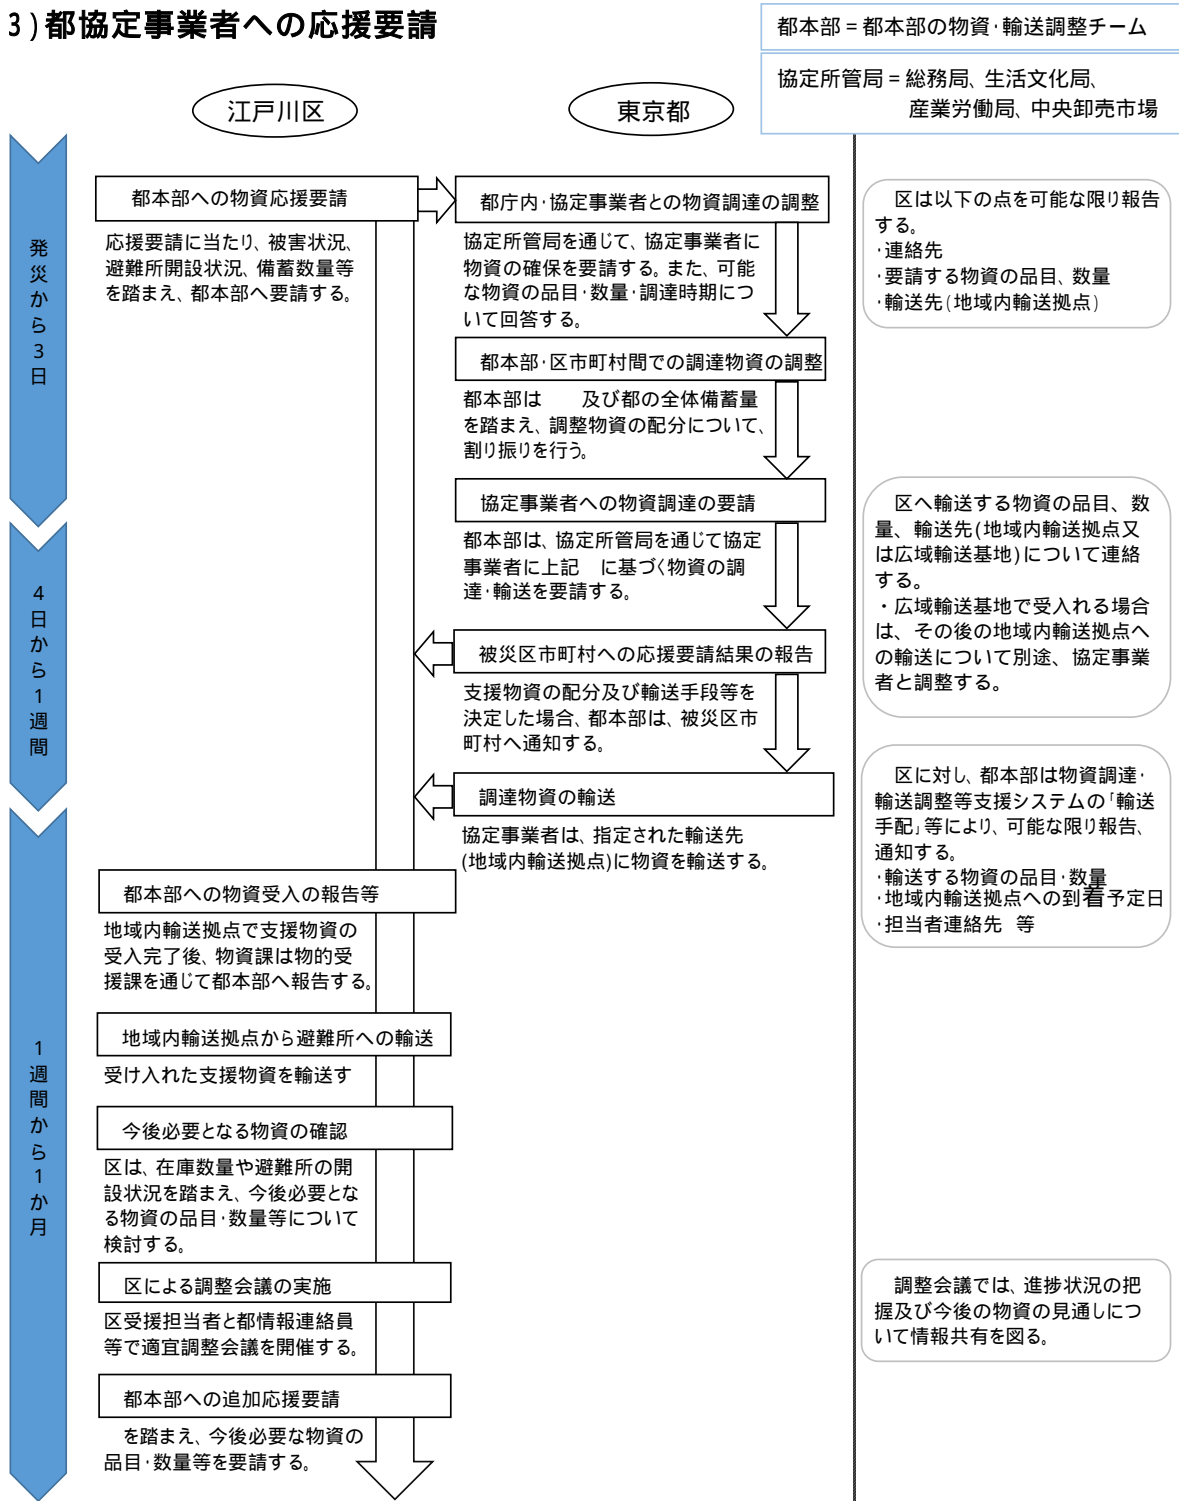 3)都協定事業者への応援要請
都本部=都本部の物資・輸送調整チーム
協定所管局=総務局、生活文化局、
産業労働局、中央卸売市場
江戸川区
東京都
発災から3日
都本部への物資応援要請
応援要請に当たり、被害状況、
避難所開設状況、備蓄数量等
を踏まえ、都本部へ要請する。
都庁内・協定事業者との物資調達の調整
協定所管局を通じて、協定事業者に
物資の確保を要請する。また、可能
な物資の品目・数量・調達時期につ
いて回答する。
区は以下の点を可能な限り報告
する。
・連絡先
・要請する物資の品目、数量
・輸送先(地域内輸送拠点)
都本部・区市町村間での調達物資の調整
都本部は　及び都の全体備蓄量
を踏まえ、調整物資の配分について、
割り振りを行う。
協定事業者への物資調達の要請
都本部は、協定所管局を通じて協定
事業者に上記　に基づく物資の調
達・輸送を要請する。
区へ輸送する物資の品目、数
量、輸送先(地域内輸送拠点又
は広域輸送基地)について連絡
する。
・広域輸送基地で受入れる場合
は、その後の地域内輸送拠点へ
の輸送について別途、協定事業
者と調整する。
4日から1週間
被災区市町村への応援要請結果の報告
支援物資の配分及び輸送手段等を
決定した場合、都本部は、被災区市
町村へ通知する。
調達物資の輸送
協定事業者は、指定された輸送先
(地域内輸送拠点)に物資を輸送する。
区に対し、都本部は物資調達・
輸送調整等支援システムの「輸送
手配」等により、可能な限り報告、
通知する。
・輸送する物資の品目・数量
・地域内輸送拠点への到着予定日
・担当者連絡先 等
1週間から1か月
都本部への物資受入の報告等
地域内輸送拠点で支援物資の
受入完了後、物資課は物的受
援課を通じて都本部へ報告する。
地域内輸送拠点から避難所への輸送
受け入れた支援物資を輸送す
今後必要となる物資の確認
区は、在庫数量や避難所の開
設状況を踏まえ、今後必要とな
る物資の品目・数量等について
検討する。
区による調整会議の実施
区受援担当者と都情報連絡員
等で適宜調整会議を開催する。
調整会議では、進捗状況の把
握及び今後の物資の見通しにつ
いて情報共有を図る。
都本部への追加応援要請
を踏まえ、今後必要な物資の
品目・数量等を要請する。